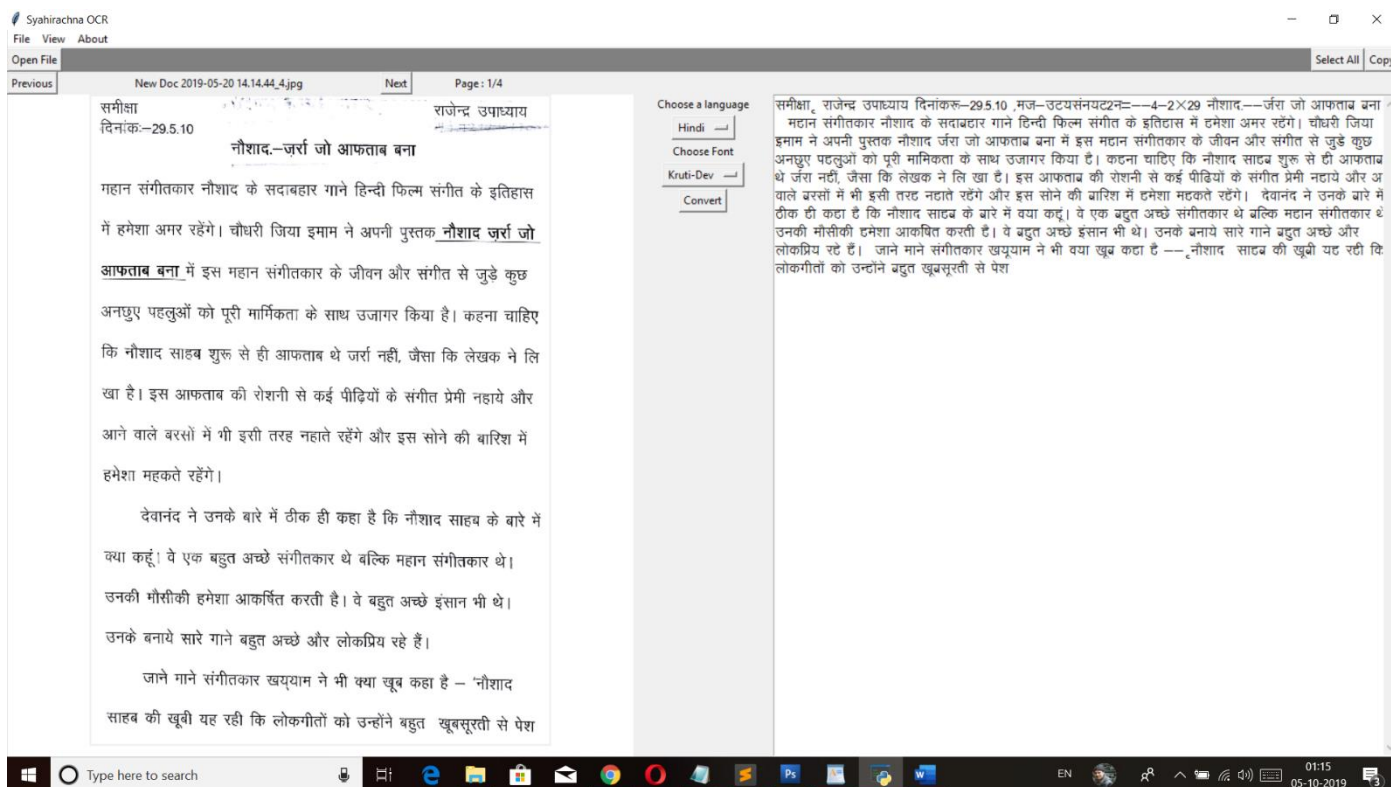 Syahirachna OCR
File View About
Open File
Select All Copy
Previous New Doc 2019-05-20 14.14.44_4.jpg Next Page : 1/4
समीक्षा राजेन्द्र उपाध्याय
दिनांकः–29.5.10
नौशाद.–ज़र्रा जो आफताब बना
महान संगीतकार नौशाद के सदाबहार गाने हिन्दी फिल्म संगीत के इतिहास
में हमेशा अमर रहेंगे। चौधरी जिया इमाम ने अपनी पुस्तक नौशाद ज़र्रा जो
आफताब बना में इस महान संगीतकार के जीवन और संगीत से जुड़े कुछ
अनछुए पहलुओं को पूरी मार्मिकता के साथ उजागर किया है। कहना चाहिए
कि नौशाद साहब शुरू से ही आफताब थे जर्रा नहीं, जैसा कि लेखक ने लि
खा है। इस आफताब की रोशनी से कई पीढ़ियों के संगीत प्रेमी नहाये और
आने वाले बरसों में भी इसी तरह नहाते रहेंगे और इस सोने की बारिश में
हमेशा महकते रहेंगे।
देवानंद ने उनके बारे में ठीक ही कहा है कि नौशाद साहब के बारे में
क्या कहूं। वे एक बहुत अच्छे संगीतकार थे बल्कि महान संगीतकार थे।
उनकी मौसीकी हमेशा आकर्षित करती है। वे बहुत अच्छे इंसान भी थे।
उनके बनाये सारे गाने बहुत अच्छे और लोकप्रिय रहे हैं।
जाने माने संगीतकार खय्याम ने भी क्या खूब कहा है – 'नौशाद
साहब की खूबी यह रही कि लोकगीतों को उन्होंने बहुत खूबसूरती से पेश
Choose a language
Hindi
Choose Font
Kruti-Dev
Convert
समीक्षा, राजेन्द्र उपाध्याय दिनांकरू–29.5.10 ,मज–उटयसंनयट2नः=––4–2×29 नौशाद.––र्जरा जो आफताब बना
महान संगीतकार नौशाद के सदाबहार गाने हिन्दी फिल्म संगीत के इतिहास में हमेशा अमर रहेंगे। चौधरी जिया
इमाम ने अपनी पुस्तक नौशाद र्जरा जो आफताब बना में इस महान संगीतकार के जीवन और संगीत से जुडे कुछ
अनछुए पहलुओं को पूरी मामिकता के साथ उजागर किया है। कहना चाहिए कि नौशाद साहब शुरू से ही आफताब
थे र्जरा नहीं, जैसा कि लेखक ने लि खा है। इस आफताब की रोशनी से कई पीढियों के संगीत प्रेमी नहाये और अ
वाले बरसों में भी इसी तरह नहाते रहेंगे और इस सोने की बारिश में हमेशा महकते रहेंगे। देवानंद ने उनके बारे में
ठीक ही कहा है कि नौशाद साहब के बारे में वया कहूं। वे एक बहुत अच्छे संगीतकार थे बल्कि महान संगीतकार थे
उनकी मौसीकी हमेशा आकषित करती है। वे बहुत अच्छे इंसान भी थे। उनके बनाये सारे गाने बहुत अच्छे और
लोकप्रिय रहे हैं। जाने माने संगीतकार खय्याम ने भी वया खूब कहा है ––,नौशाद साहब की खूबी यह रही कि
लोकगीतों को उन्होंने बहुत खूबसूरती से पेश
Type here to search
EN
01:15
05-10-2019